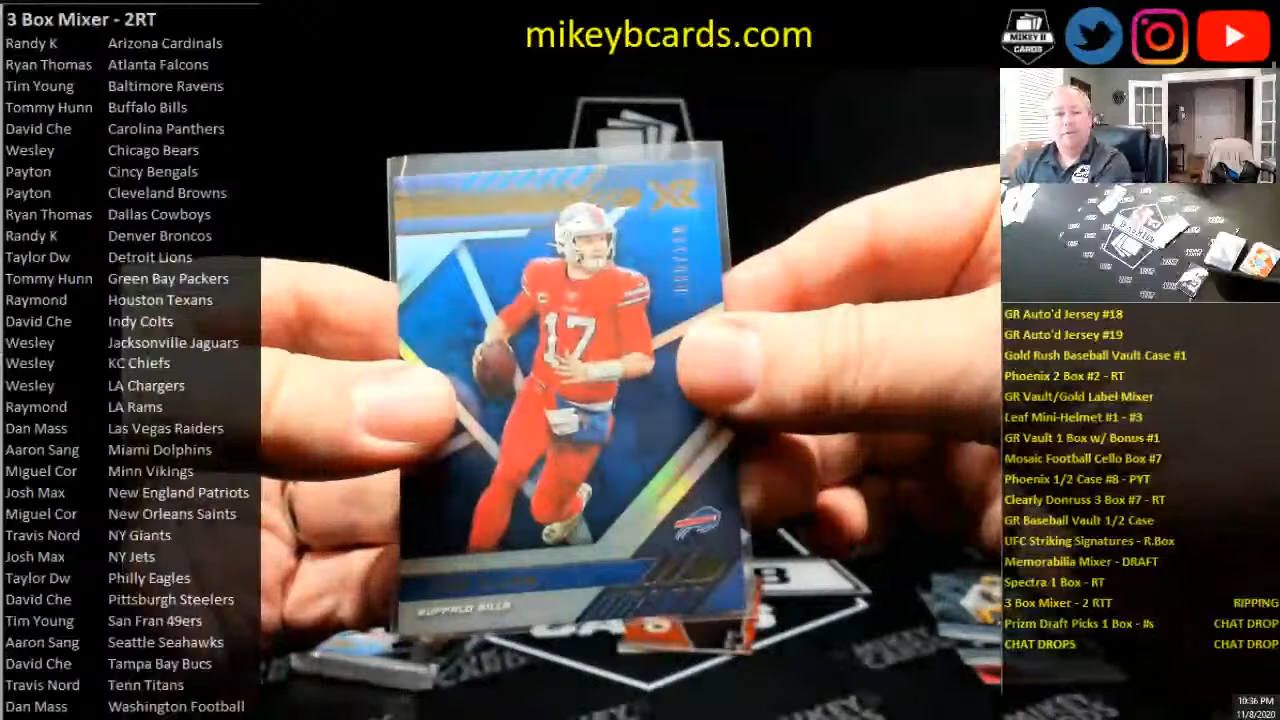 3 Box Mixer - 2RT
Randy K Arizona Cardinals
Ryan Thomas Atlanta Falcons
Tim Young Baltimore Ravens
Tommy Hunn Buffalo Bills
David Che Carolina Panthers
Wesley Chicago Bears
Payton Cincy Bengals
Payton Cleveland Browns
Ryan Thomas Dallas Cowboys
Randy K Denver Broncos
Taylor Dw Detroit Lions
Tommy Hunn Green Bay Packers
Raymond Houston Texans
David Che Indy Colts
Wesley Jacksonville Jaguars
Wesley KC Chiefs
Wesley LA Chargers
Raymond LA Rams
Dan Mass Las Vegas Raiders
Aaron Sang Miami Dolphins
Miguel Cor Minn Vikings
Josh Max New England Patriots
Miguel Cor New Orleans Saints
Travis Nord NY Giants
Josh Max NY Jets
Taylor Dw Philly Eagles
David Che Pittsburgh Steelers
Tim Young San Fran 49ers
Aaron Sang Seattle Seahawks
David Che Tampa Bay Bucs
Travis Nord Tenn Titans
Dan Mass Washington Football
mikeybcards.com
XR
17
BUFFALO BILLS
MIKEY B
CARDS
GR Auto'd Jersey #18
GR Auto'd Jersey #19
Gold Rush Baseball Vault Case #1
Phoenix 2 Box #2 - RT
GR Vault/Gold Label Mixer
Leaf Mini-Helmet #1 - #3
GR Vault 1 Box w/ Bonus #1
Mosaic Football Cello Box #7
Phoenix 1/2 Case #8 - PYT
Clearly Donruss 3 Box #7 - RT
GR Baseball Vault 1/2 Case
UFC Striking Signatures - R.Box
Memorabilia Mixer - DRAFT
Spectra 1 Box - RT
3 Box Mixer - 2 RTT RIPPING
Prizm Draft Picks 1 Box - #s CHAT DROP
CHAT DROPS CHAT DROP
10:36 PM
11/8/2020